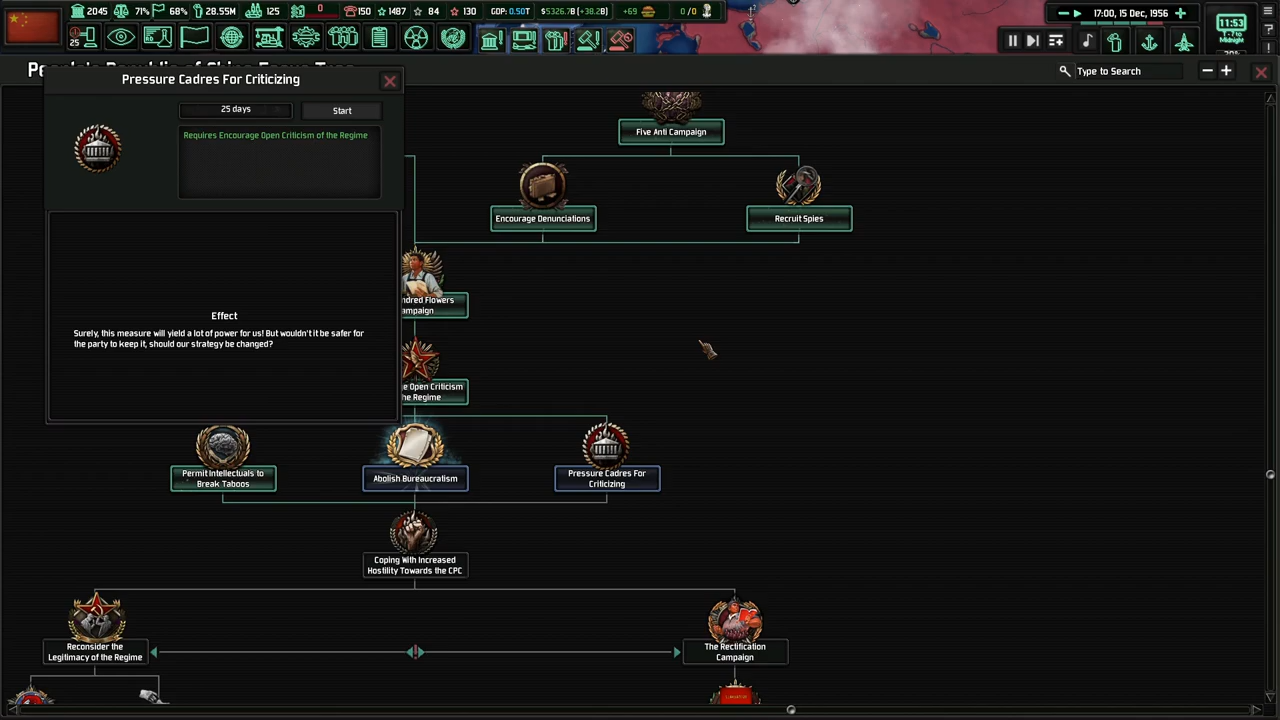 2045 71% 68% 28.55M 125 0 150 1487 84 130 GDP: 0.50T $5326.7B (+38.2B) +69 0/0 17:00, 15 Dec, 1956 11:53
25
Type to Search
Pressure Cadres For Criticizing
25 days Start
Requires Encourage Open Criticism of the Regime
Effect
Surely, this measure will yield a lot of power for us! But wouldn't it be safer for
the party to keep it, should our strategy be changed?
Five Anti Campaign
Encourage Denunciations
Recruit Spies
ndred Flowers
ampaign
e Open Criticism
he Regime
Permit Intellectuals to
Break Taboos
Abolish Bureaucratism
Pressure Cadres For
Criticizing
Coping With Increased
Hostility Towards the CPC
Reconsider the
Legitimacy of the Regime
The Rectification
Campaign